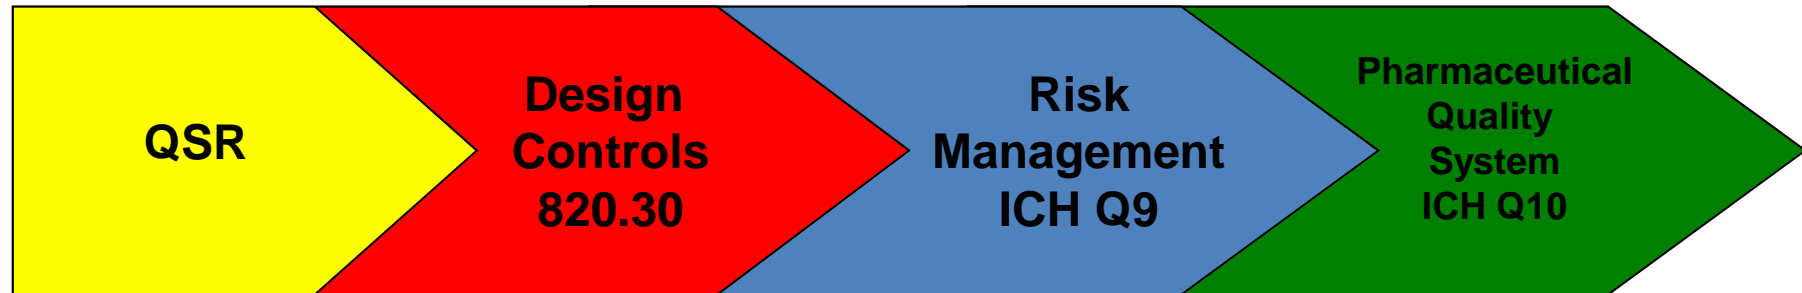 QSR
Design
Controls
820.30
Risk
Management
ICH Q9
Pharmaceutical
Quality
System
ICH Q10